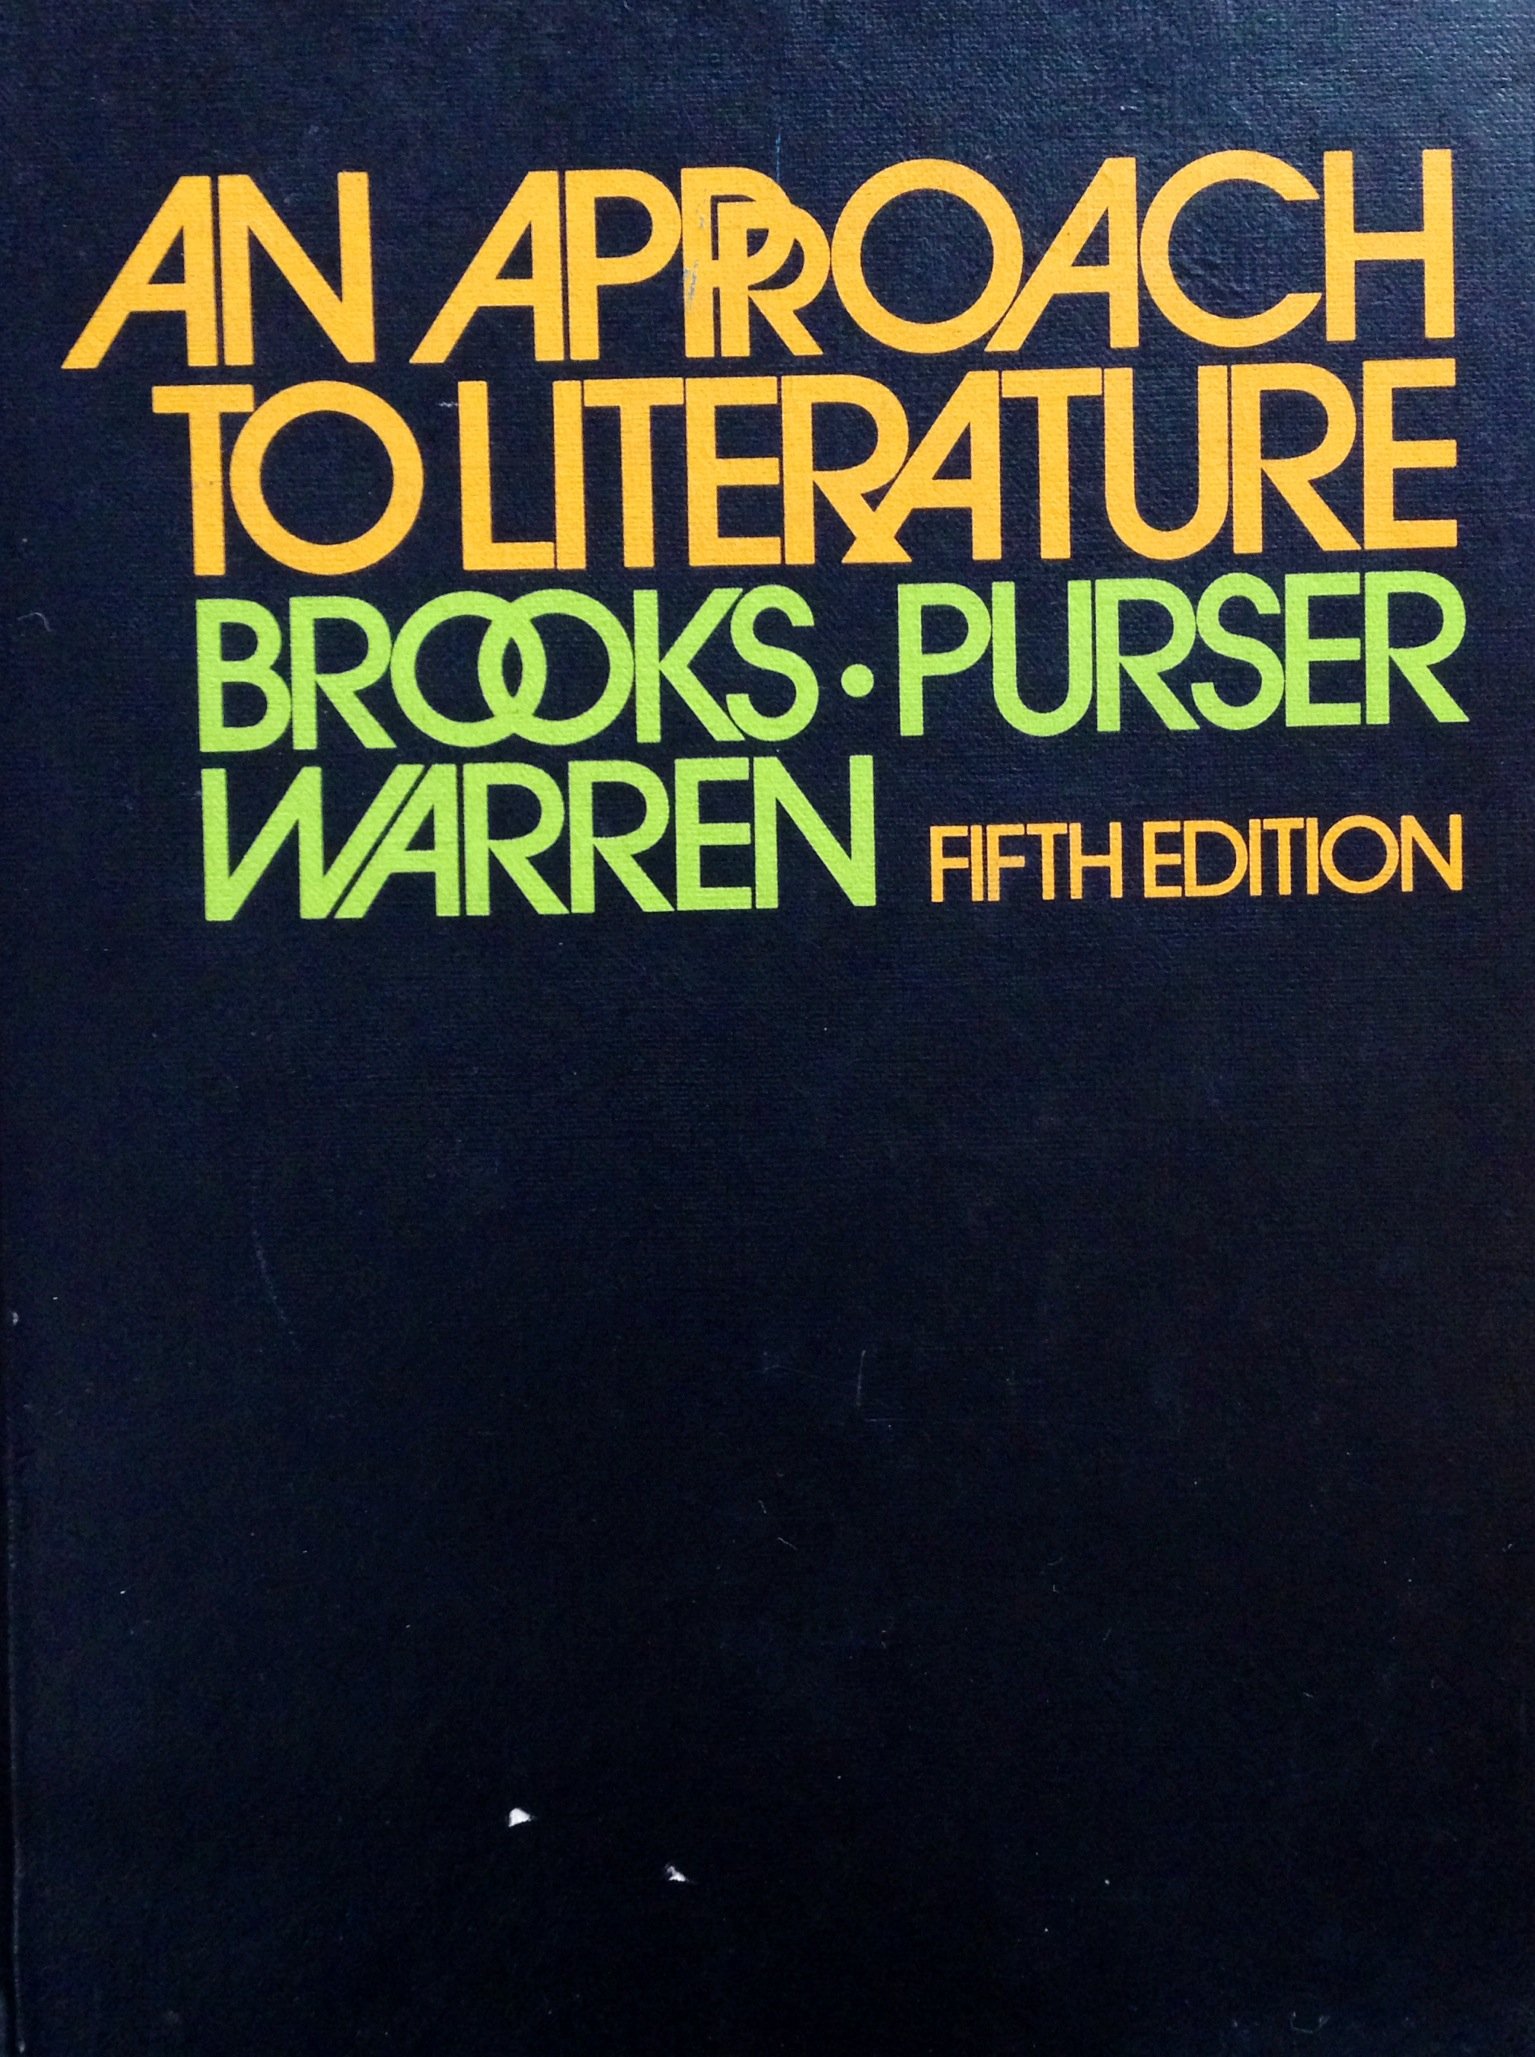 AN APPROACH
TO LITERATURE
BROOKS • PURSER
WARREN FIFTH EDITION